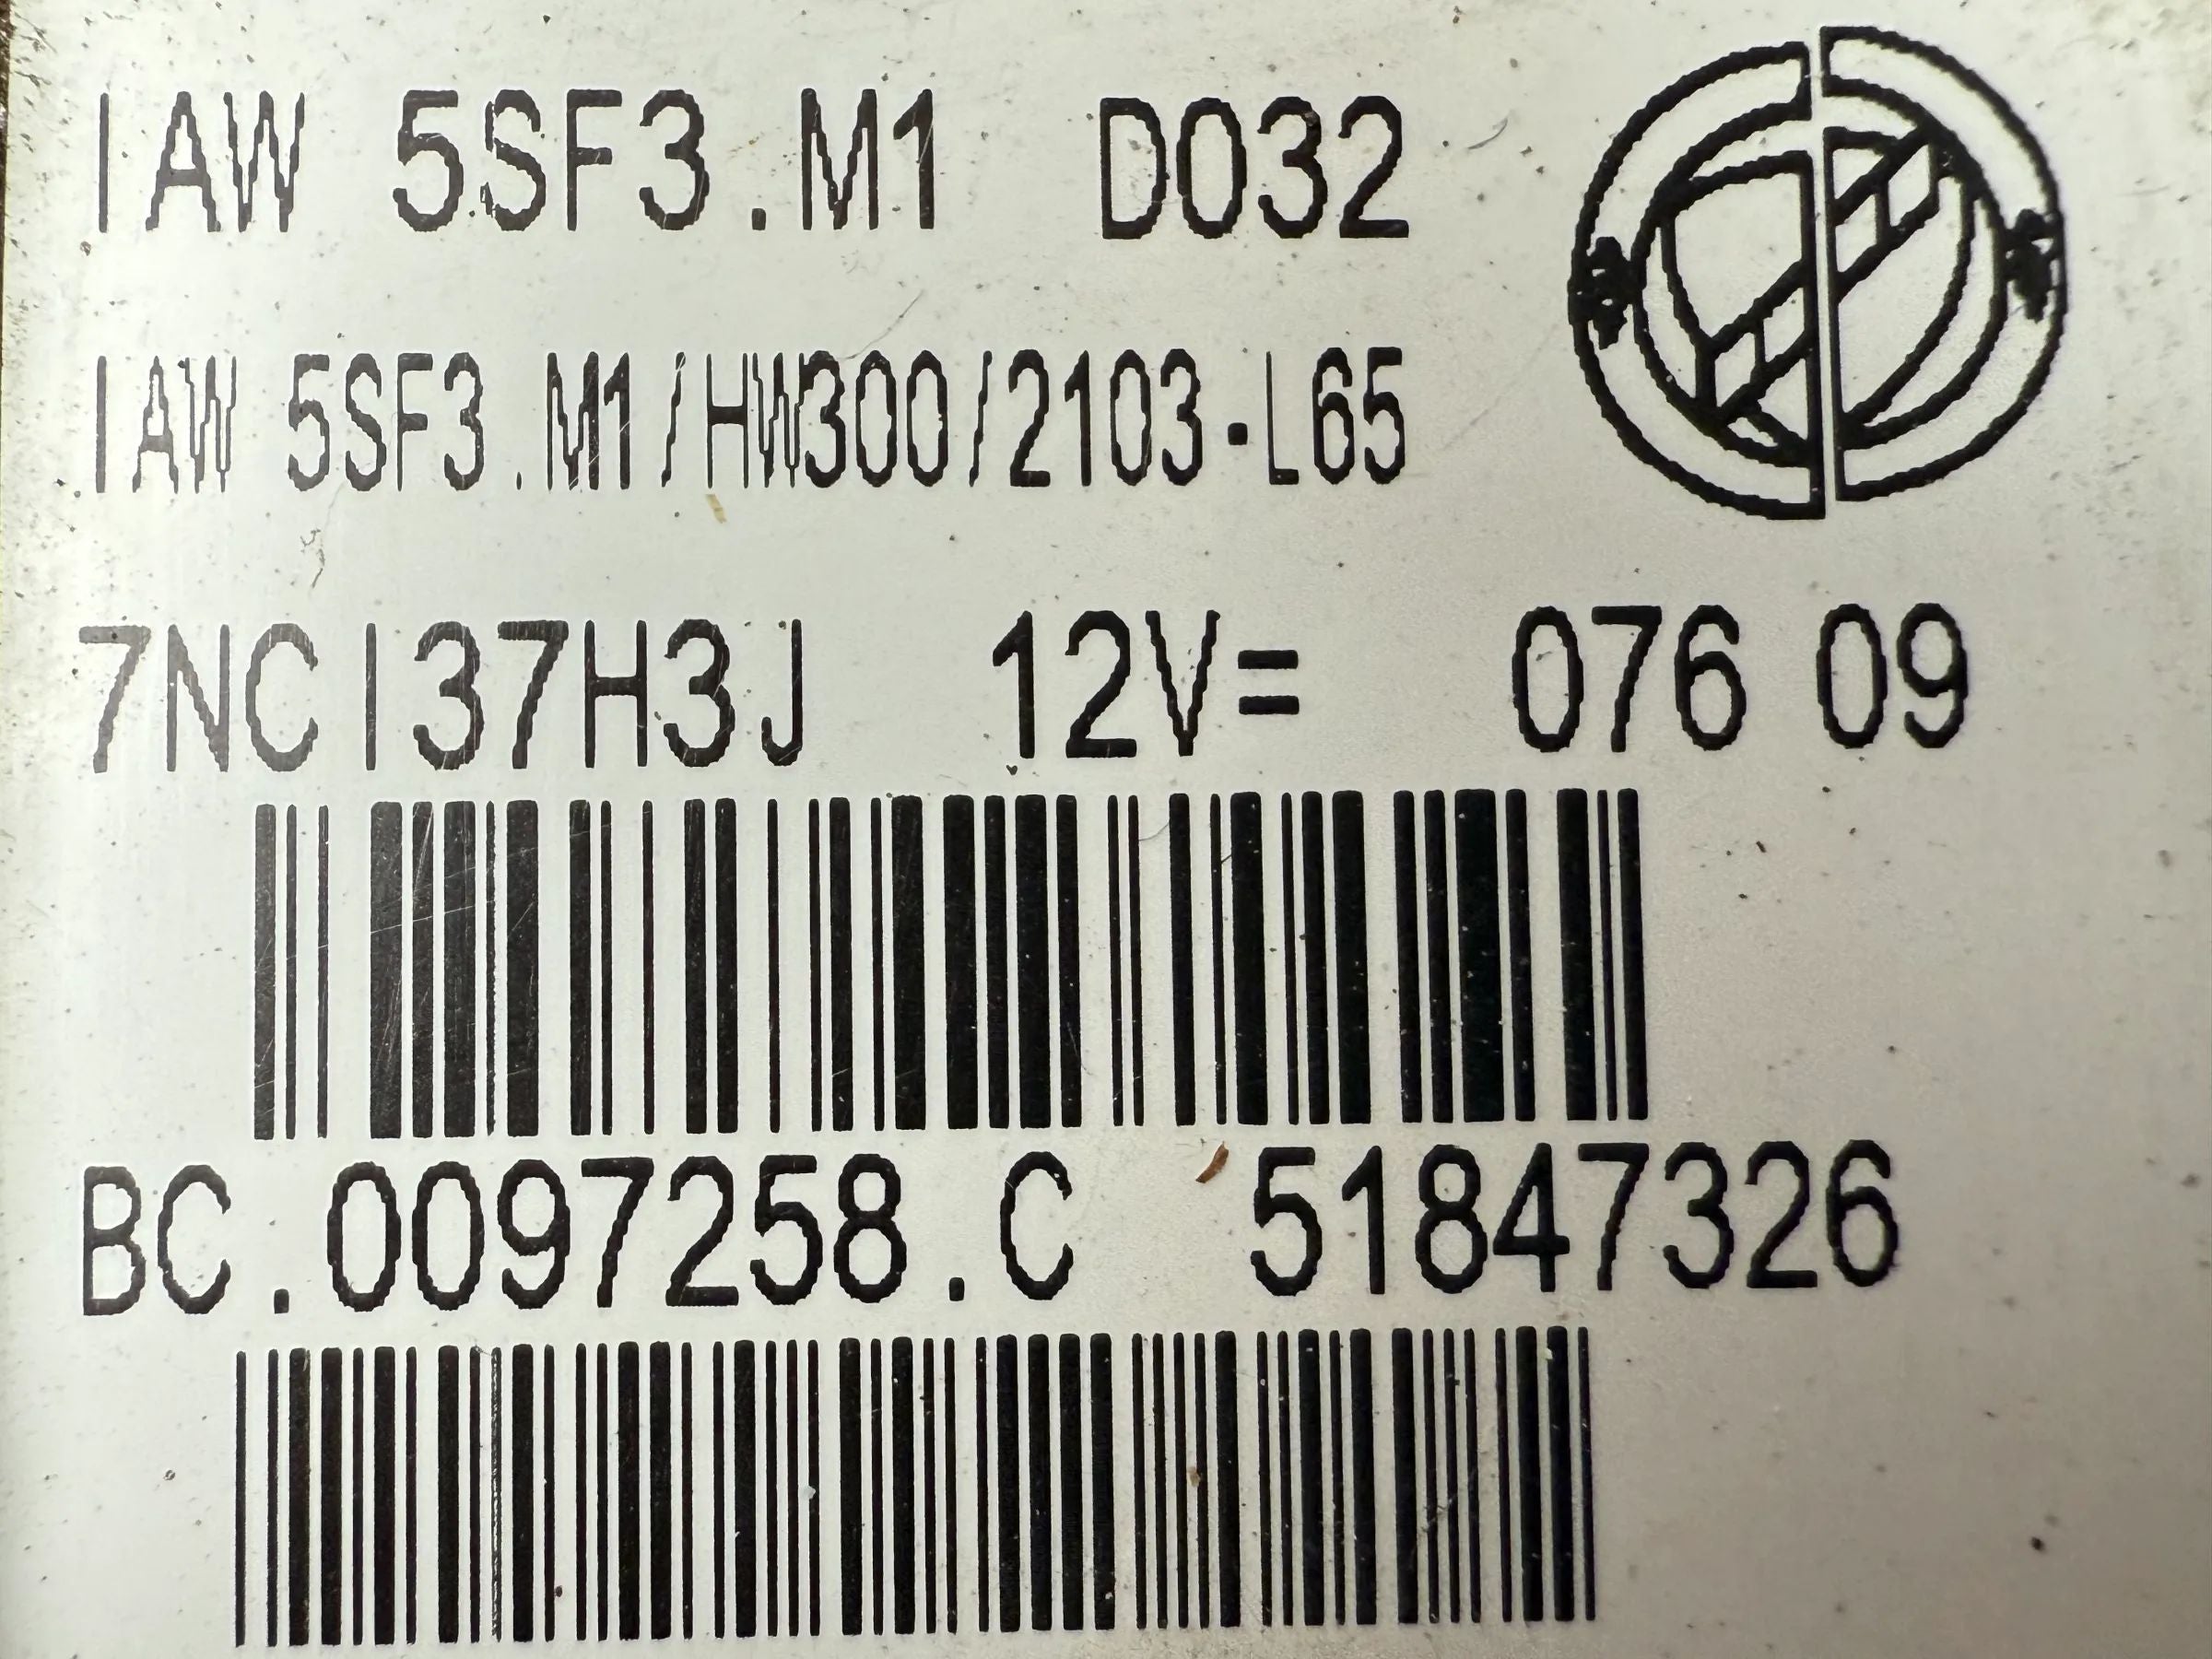 IAW 5SF3.M1 D032
IAW 5SF3.M1/HW300/2103-L65
7NCI37H3J 12V= 076 09
BC.0097258.C 51847326